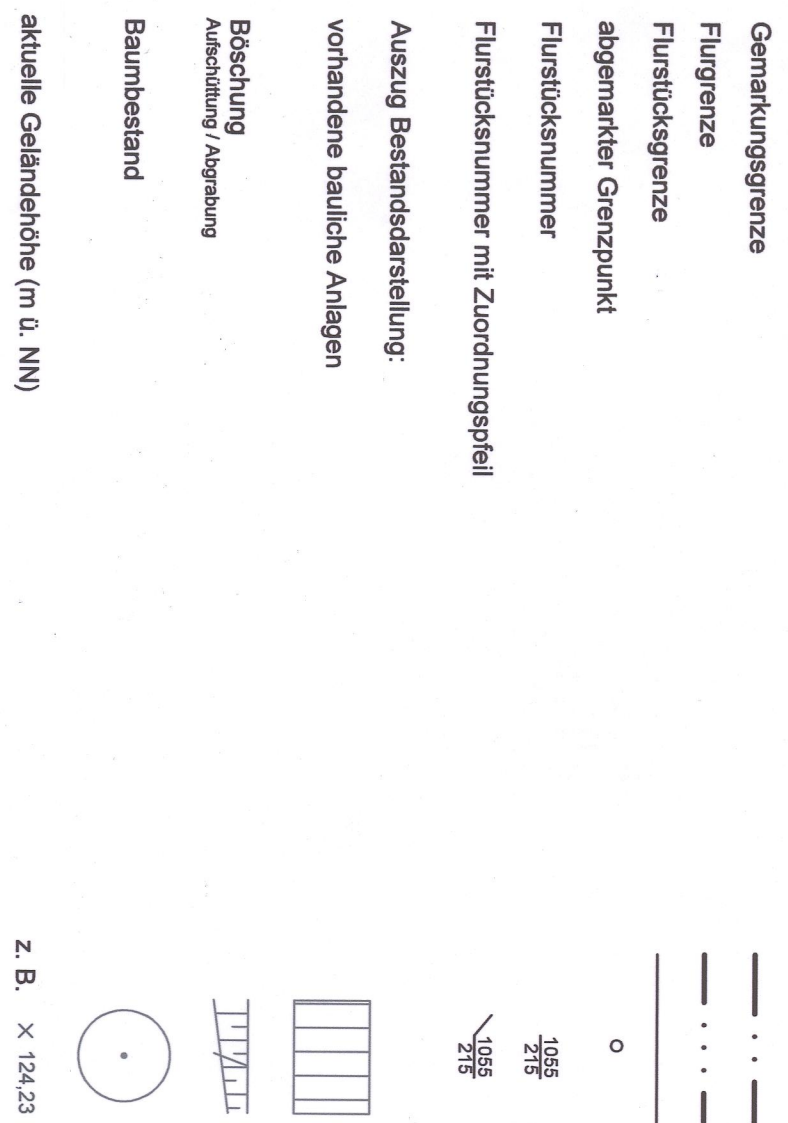 Gemarkungsgrenze
Flurgrenze
Flurstücksgrenze
abgemarkter Grenzpunkt
Flurstücksnummer
1055
215
Flurstücksnummer mit Zuordnungspfeil
1055
215
Auszug Bestandsdarstellung:
vorhandene bauliche Anlagen
Böschung
Aufschüttung / Abgrabung
Baumbestand
aktuelle Geländehöhe (m ü. NN) z. B. × 124,23